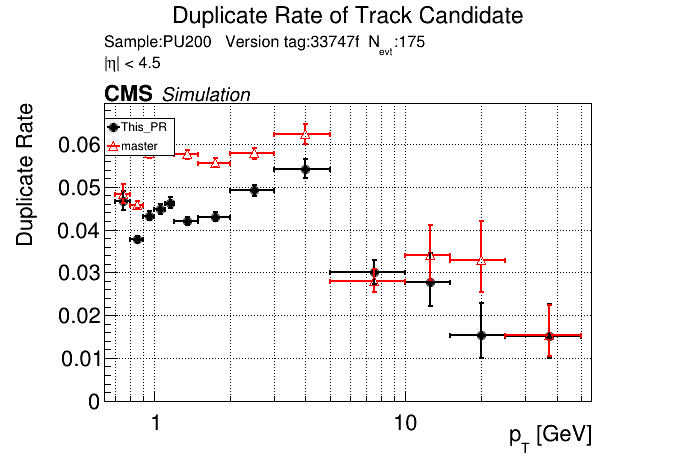 Duplicate Rate of Track Candidate
Sample:PU200 Version tag:33747f N_evt:175
|η| < 4.5
CMS Simulation
This_PR
master
Duplicate Rate
0.06
0.05
0.04
0.03
0.02
0.01
0
1
10
p_T [GeV]